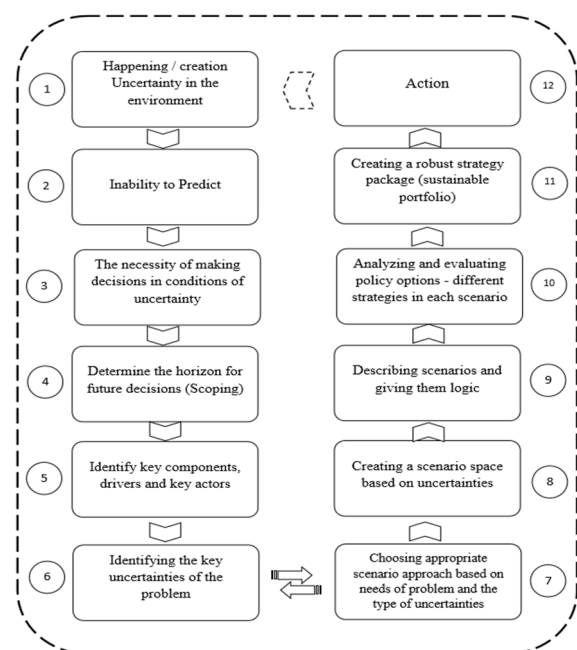 1
Happening / creation
Uncertainty in the
environment
2
Inability to Predict
3
The necessity of making
decisions in conditions of
uncertainty
4
Determine the horizon for
future decisions (Scoping)
5
Identify key components,
drivers and key actors
6
Identifying the key
uncertainties of the
problem
Choosing appropriate
scenario approach based on
needs of problem and the
type of uncertainties
7
Creating a scenario space
based on uncertainties
8
Describing scenarios and
giving them logic
9
Analyzing and evaluating
policy options - different
strategies in each scenario
10
Creating a robust strategy
package (sustainable
portfolio)
11
Action
12